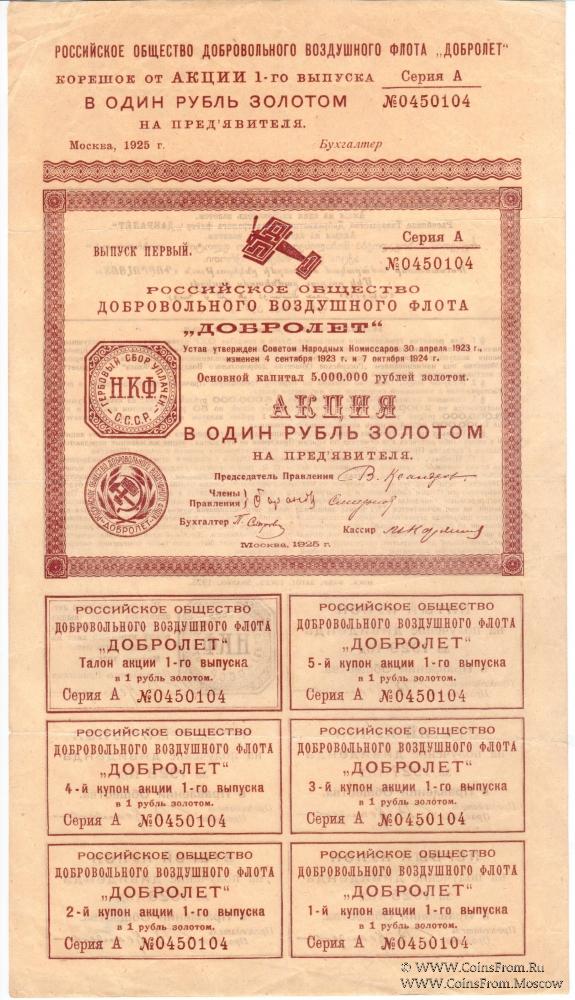 РОССИЙСКОЕ ОБЩЕСТВО ДОБРОВОЛЬНОГО ВОЗДУШНОГО ФЛОТА „ДОБРОЛЕТ“
КОРЕШОК ОТ АКЦИИ 1-ГО ВЫПУСКА Серия А
В ОДИН РУБЛЬ ЗОЛОТОМ №0450104
НА ПРЕД'ЯВИТЕЛЯ.
Москва, 1925 г. Бухгалтер
ВЫПУСК ПЕРВЫЙ. Серия А
№0450104
РОССИЙСКОЕ ОБЩЕСТВО
ДОБРОВОЛЬНОГО ВОЗДУШНОГО ФЛОТА
„ДОБРОЛЕТ“
Устав утвержден Советом Народных Комиссаров 30 апреля 1923 г.,
изменен 4 сентября 1923 г. и 7 октября 1924 г.
Основной капитал 5.000.000 рублей золотом.
ГЕРБОВЫЙ СБОР УПЛАЧЕН
Н.К.Ф.
С.С.С.Р.
АКЦИЯ
В ОДИН РУБЛЬ ЗОЛОТОМ
НА ПРЕД'ЯВИТЕЛЯ.
РОССИЙСКОЕ ОБЩЕСТВО ДОБРОВОЛЬНОГО ВОЗДУШНОГО ФЛОТА
„ДОБРОЛЕТ“
Председатель Правления
Члены
Правления
Бухгалтер Кассир
Москва, 1925 г.
РОССИЙСКОЕ ОБЩЕСТВО
ДОБРОВОЛЬНОГО ВОЗДУШНОГО ФЛОТА
„ДОБРОЛЕТ“
Талон акции 1-го выпуска
в 1 рубль золотом.
Серия А №0450104
РОССИЙСКОЕ ОБЩЕСТВО
ДОБРОВОЛЬНОГО ВОЗДУШНОГО ФЛОТА
„ДОБРОЛЕТ“
5-й купон акции 1-го выпуска
в 1 рубль золотом.
Серия А №0450104
РОССИЙСКОЕ ОБЩЕСТВО
ДОБРОВОЛЬНОГО ВОЗДУШНОГО ФЛОТА
„ДОБРОЛЕТ“
4-й купон акции 1-го выпуска
в 1 рубль золотом.
Серия А №0450104
РОССИЙСКОЕ ОБЩЕСТВО
ДОБРОВОЛЬНОГО ВОЗДУШНОГО ФЛОТА
„ДОБРОЛЕТ“
3-й купон акции 1-го выпуска
в 1 рубль золотом.
Серия А №0450104
РОССИЙСКОЕ ОБЩЕСТВО
ДОБРОВОЛЬНОГО ВОЗДУШНОГО ФЛОТА
„ДОБРОЛЕТ“
2-й купон акции 1-го выпуска
в 1 рубль золотом.
Серия А №0450104
РОССИЙСКОЕ ОБЩЕСТВО
ДОБРОВОЛЬНОГО ВОЗДУШНОГО ФЛОТА
„ДОБРОЛЕТ“
1-й купон акции 1-го выпуска
в 1 рубль золотом.
Серия А №0450104
© WWW.CoinsFrom.Ru
WWW.CoinsFrom.Moscow